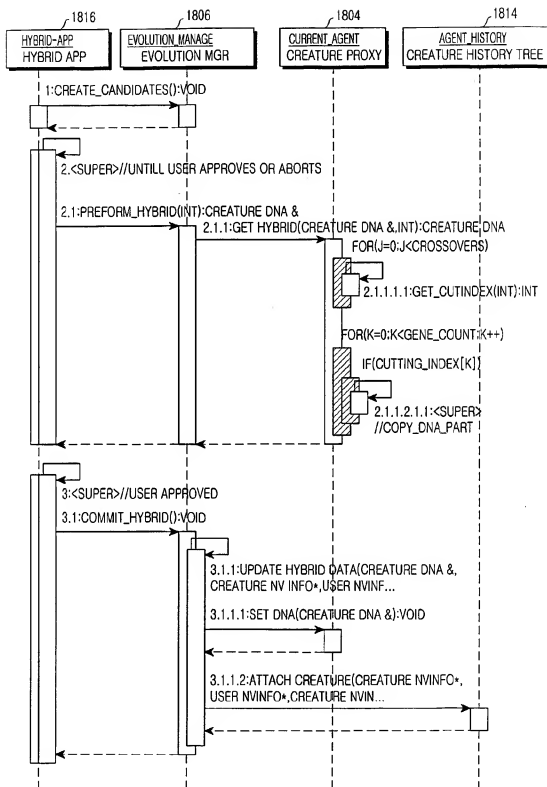 1816
1806
1804
1814
HYBRID-APP
HYBRID APP
EVOLUTION_MANAGE
EVOLUTION MGR
CURRENT_AGENT
CREATURE PROXY
AGENT_HISTORY
CREATURE HISTORY TREE
1:CREATE_CANDIDATES():VOID
2.<SUPER>//UNTILL USER APPROVES OR ABORTS
2.1:PREFORM_HYBRID(INT):CREATURE DNA &
2.1.1:GET HYBRID(CREATURE DNA &,INT):CREATURE DNA
FOR(J=0:J<CROSSOVERS)
2.1.1.1.1:GET_CUTINDEX(INT):INT
FOR(K=0;K<GENE_COUNT;K++)
IF(CUTTING_INDEX[K])
2.1.1.2.1.1:<SUPER>
//COPY_DNA_PART
3:<SUPER>//USER APPROVED
3.1:COMMIT_HYBRID():VOID
3.1.1:UPDATE HYBRID DATA(CREATURE DNA &,
CREATURE NV INFO*,USER NVINF...
3.1.1.1:SET DNA(CREATURE DNA &):VOID
3.1.1.2:ATTACH CREATURE(CREATURE NVINFO*,
USER NVINFO*,CREATURE NVIN...